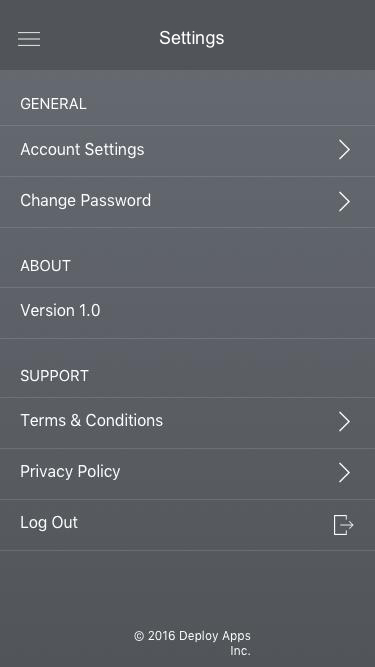 Settings
GENERAL
Account Settings
Change Password
ABOUT
Version 1.0
SUPPORT
Terms & Conditions
Privacy Policy
Log Out
© 2016 Deploy Apps
Inc.